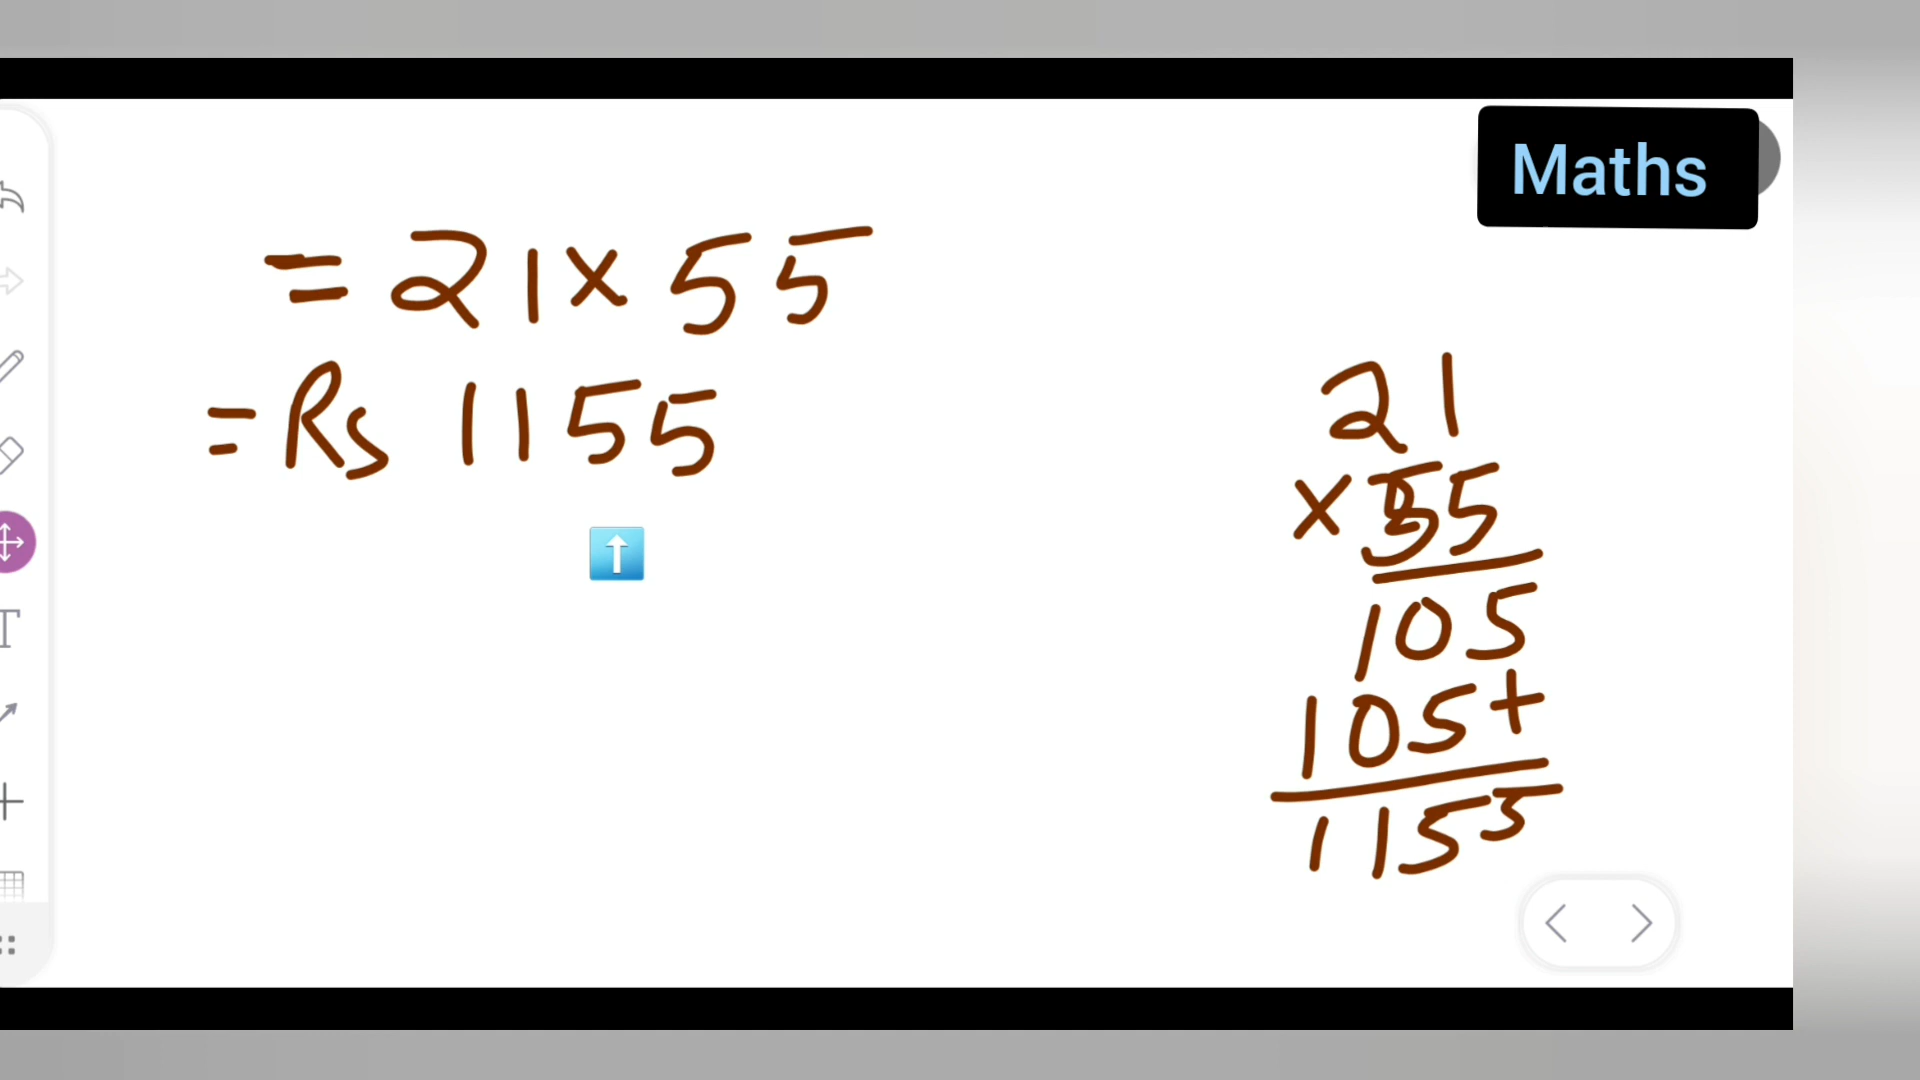 Maths
= 21 × 55
= Rs 1155
21
× 55
105
105+
1155